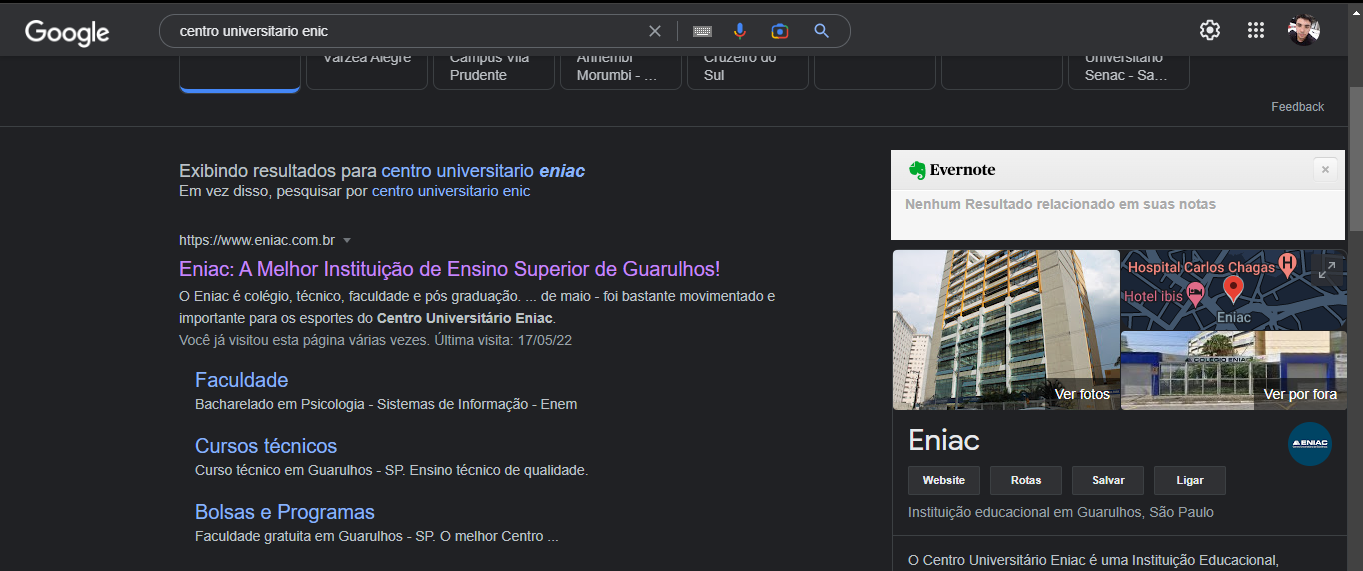 Google
centro universitario enic
Várzea Alegre
Campus Vila
Prudente
Anhembi
Morumbi - ...
Cruzeiro do
Sul
Universitário
Senac - Sa...
Feedback
Exibindo resultados para centro universitario eniac
Em vez disso, pesquisar por centro universitario enic
https://www.eniac.com.br
Eniac: A Melhor Instituição de Ensino Superior de Guarulhos!
O Eniac é colégio, técnico, faculdade e pós graduação. ... de maio - foi bastante movimentado e
importante para os esportes do Centro Universitário Eniac.
Você já visitou esta página várias vezes. Última visita: 17/05/22
Faculdade
Bacharelado em Psicologia - Sistemas de Informação - Enem
Cursos técnicos
Curso técnico em Guarulhos - SP. Ensino técnico de qualidade.
Bolsas e Programas
Faculdade gratuita em Guarulhos - SP. O melhor Centro ...
Evernote
Nenhum Resultado relacionado em suas notas
Hospital Carlos Chagas
H
Hotel ibis
Eniac
COLÉGIO ENIAC
Ver fotos
Ver por fora
Eniac
ENIAC
Website
Rotas
Salvar
Ligar
Instituição educacional em Guarulhos, São Paulo
O Centro Universitário Eniac é uma Instituição Educacional,